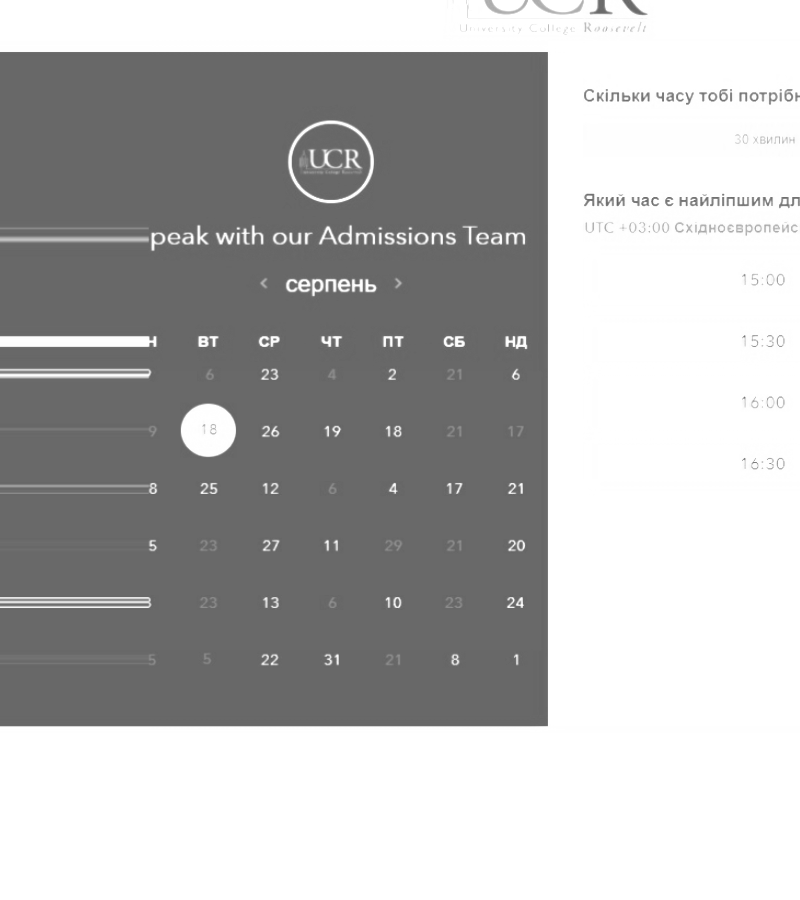 UCR
University College Roosevelt
UCR
peak with our Admissions Team
< серпень >
Н ВТ СР ЧТ ПТ СБ НД
6 23 4 2 21 6
9 18 26 19 18 21 17
8 25 12 6 4 17 21
5 23 27 11 29 21 20
23 13 6 10 23 24
5 5 22 31 21 8 1
Скільки часу тобі потрібн
30 хвилин
Який час є найліпшим дл
UTC +03:00 Східноєвропейс
15:00
15:30
16:00
16:30